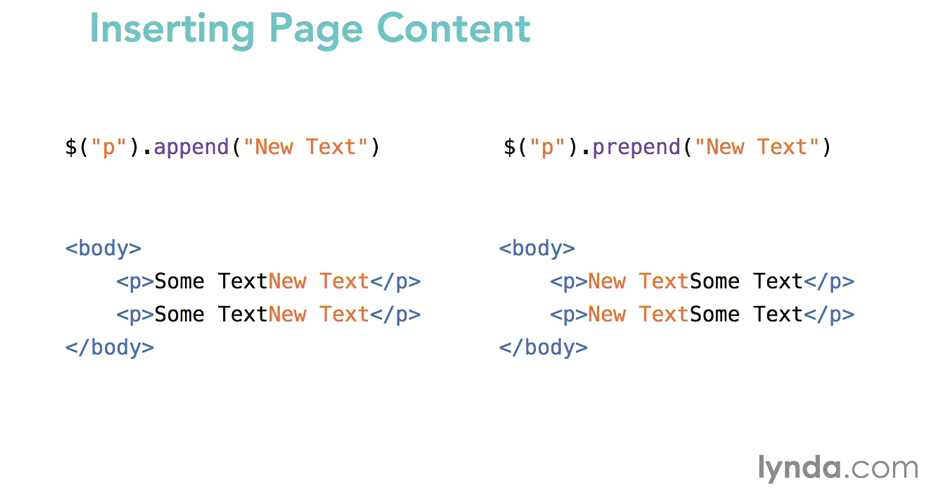 Inserting Page Content
$("p").append("New Text")
<body>
<p>Some TextNew Text</p>
<p>Some TextNew Text</p>
</body>
$("p").prepend("New Text")
<body>
<p>New TextSome Text</p>
<p>New TextSome Text</p>
</body>
lynda.com